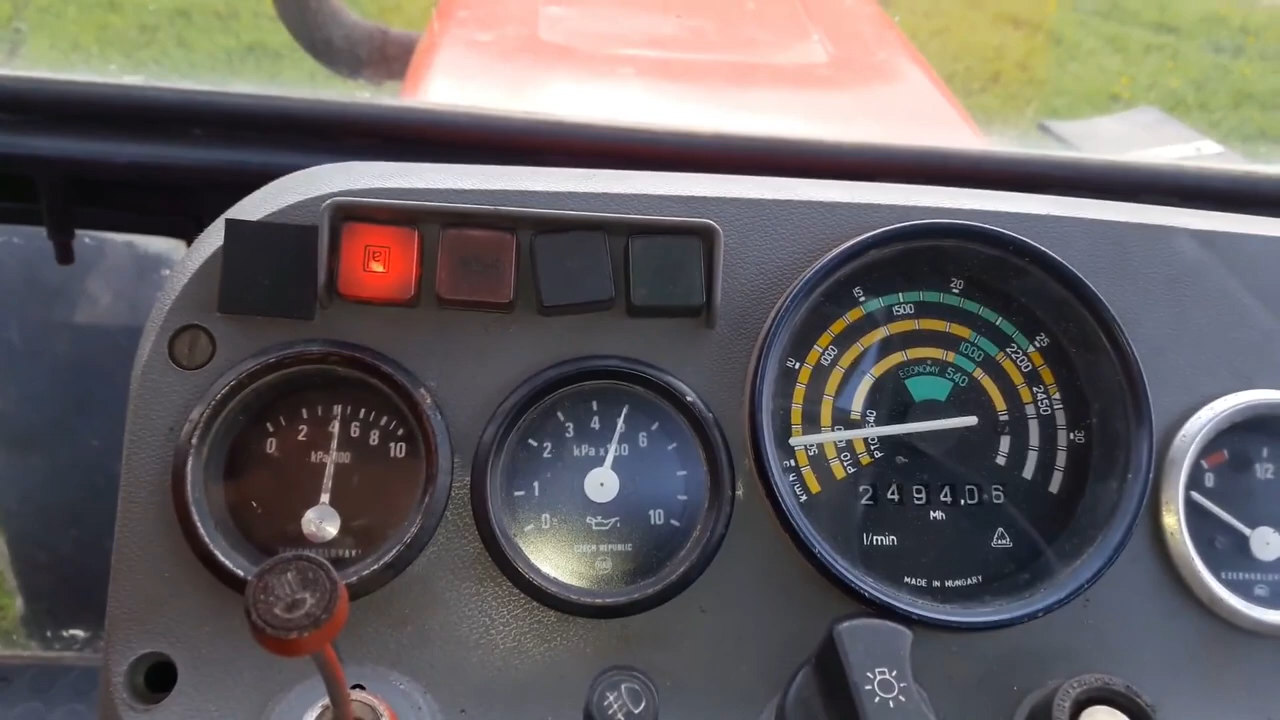 0 2 4 6 8 10
kPa x100
0 1 2 3 4 5 6 10
kPa x100
CZECH REPUBLIC
15 20 25 30
500 1000 1500 2200 2450
1000
ECONOMY 540
PTO 1000
PTO 540
km/h
2494,06
Mh
l/min
MADE IN HUNGARY
0 1/2